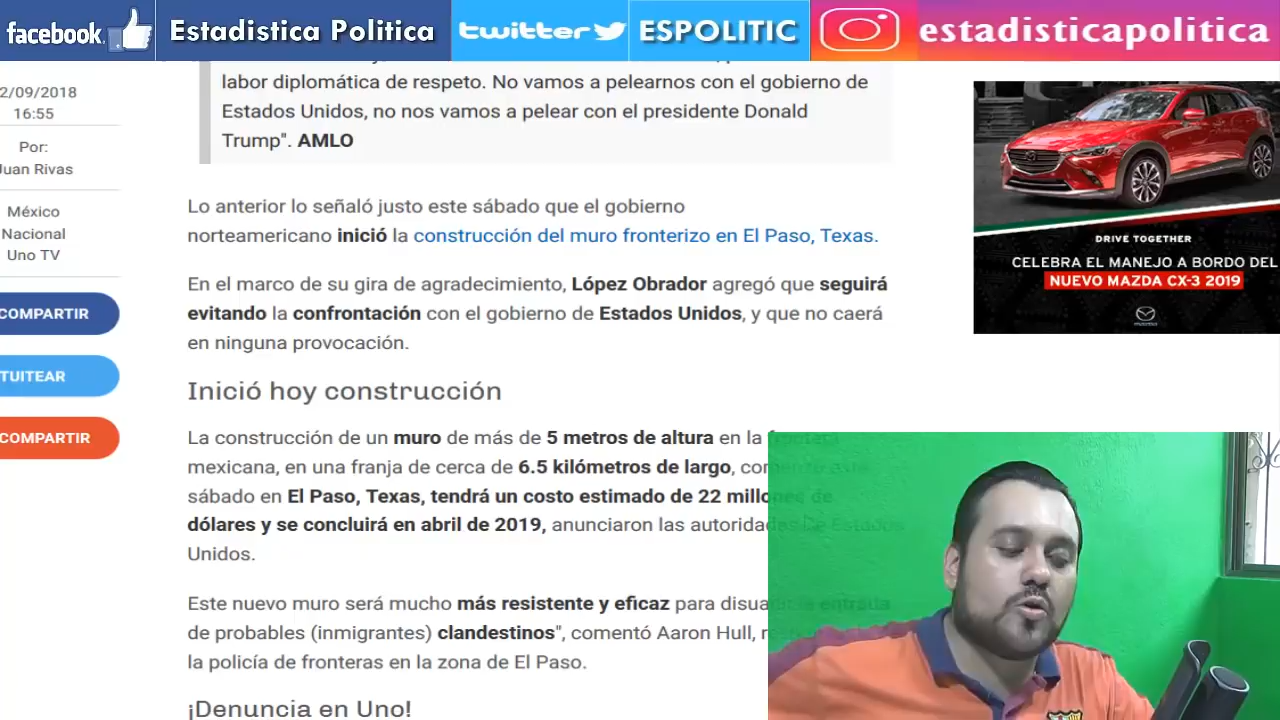 facebook.
Estadistica Politica
twitter
ESPOLITIC
estadisticapolitica
2/09/2018
16:55
Por:
Juan Rivas
México
Nacional
Uno TV
COMPARTIR
TUITEAR
COMPARTIR
labor diplomática de respeto. No vamos a pelearnos con el gobierno de
Estados Unidos, no nos vamos a pelear con el presidente Donald
Trump". AMLO
Lo anterior lo señaló justo este sábado que el gobierno
norteamericano inició la construcción del muro fronterizo en El Paso, Texas.
En el marco de su gira de agradecimiento, López Obrador agregó que seguirá
evitando la confrontación con el gobierno de Estados Unidos, y que no caerá
en ninguna provocación.
Inició hoy construcción
La construcción de un muro de más de 5 metros de altura en la frontera
mexicana, en una franja de cerca de 6.5 kilómetros de largo,
sábado en El Paso, Texas, tendrá un costo estimado de 22 millones de
dólares y se concluirá en abril de 2019, anunciaron las autoridades de Estados
Unidos.
Este nuevo muro será mucho más resistente y eficaz para entrada
de probables (inmigrantes) clandestinos", comentó Aaron Hull,
la policía de fronteras en la zona de El Paso.
¡Denuncia en Uno!
DRIVE TOGETHER
CELEBRA EL MANEJO A BORDO DEL
NUEVO MAZDA CX-3 2019